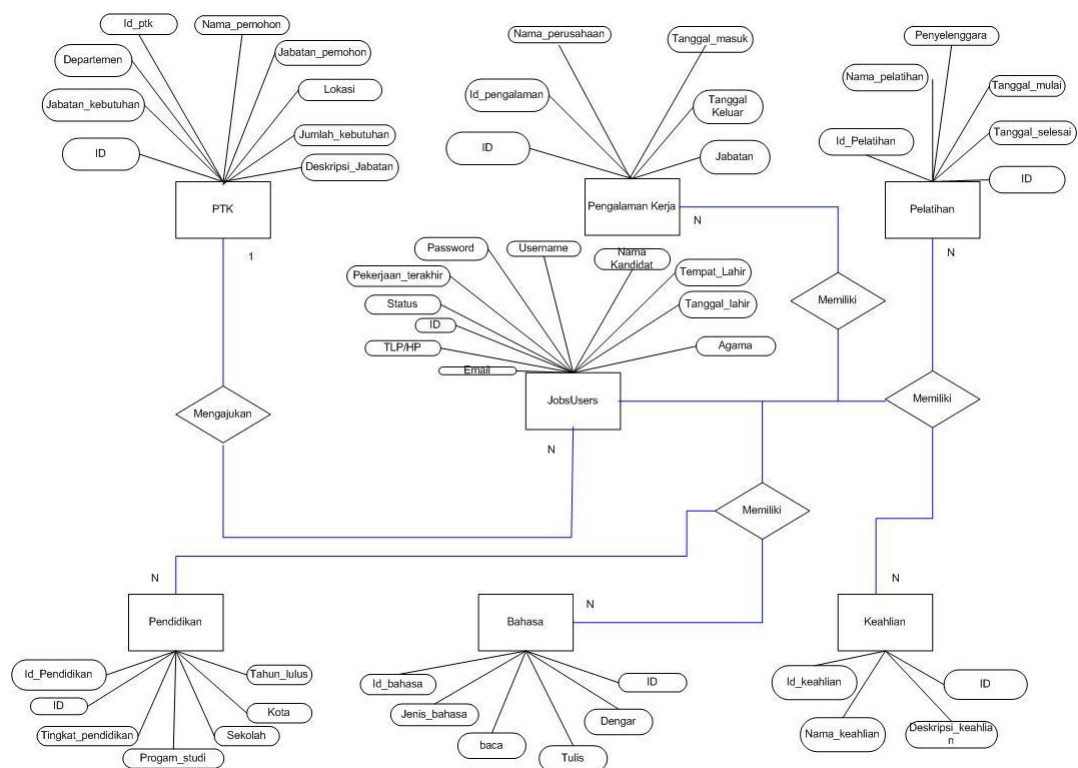 Id_ptk
Nama_pemohon
Departemen
Jabatan_pemohon
Lokasi
Jabatan_kebutuhan
Jumlah_kebutuhan
ID
Deskripsi_Jabatan
PTK
1
Nama_perusahaan
Tanggal_masuk
Id_pengalaman
Tanggal
Keluar
ID
Jabatan
Pengalaman Kerja
N
Penyelenggara
Nama_pelatihan
Tanggal_mulai
Id_Pelatihan
Tanggal_selesai
ID
Pelatihan
N
Password
Username
Nama
Kandidat
Pekerjaan_terakhir
Tempat_Lahir
Status
Tanggal_lahir
ID
TLP/HP
Agama
Email
JobsUsers
N
Memiliki
Mengajukan
Memiliki
Memiliki
N
Pendidikan
Id_Pendidikan
Tahun_lulus
ID
Kota
Tingkat_pendidikan
Sekolah
Progam_studi
N
Bahasa
Id_bahasa
ID
Jenis_bahasa
Dengar
baca
Tulis
N
Keahlian
Id_keahlian
ID
Nama_keahlian
Deskripsi_keahlia
n